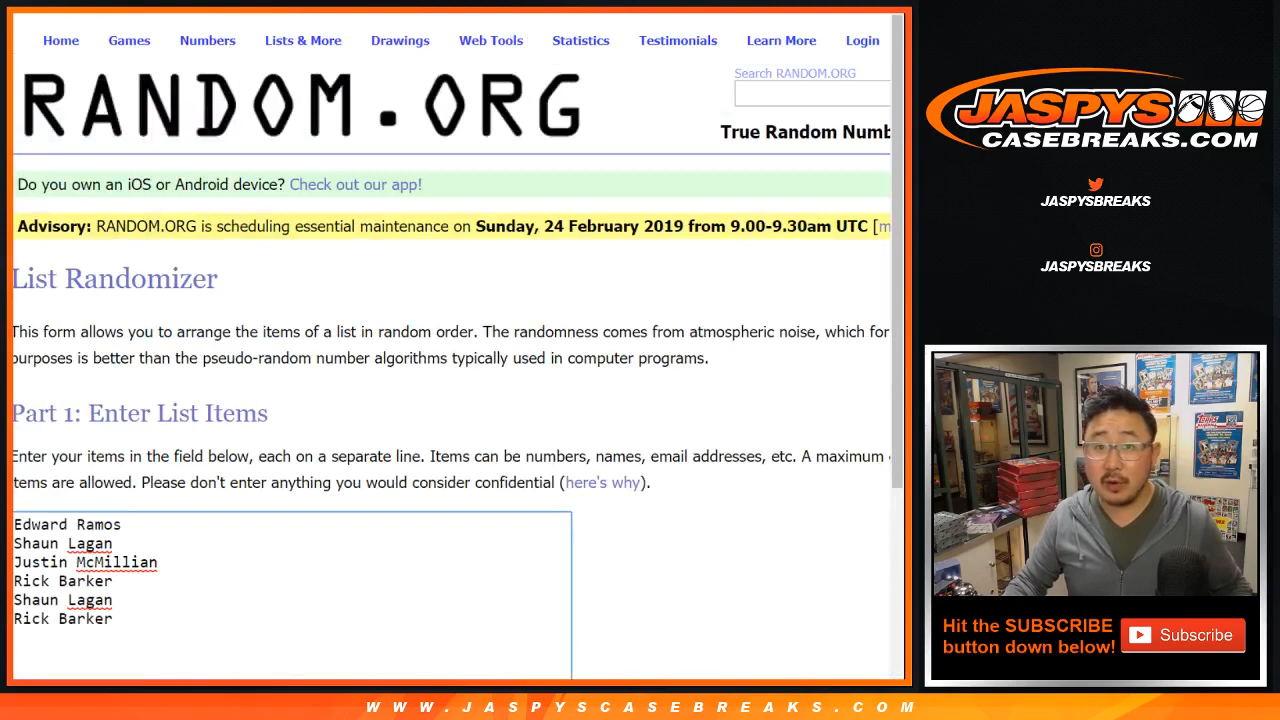 Home Games Numbers Lists & More Drawings Web Tools Statistics Testimonials Learn More Login
RANDOM.ORG
Search RANDOM.ORG
True Random Numb
Do you own an iOS or Android device? Check out our app!
Advisory: RANDOM.ORG is scheduling essential maintenance on Sunday, 24 February 2019 from 9.00-9.30am UTC [m
List Randomizer
This form allows you to arrange the items of a list in random order. The randomness comes from atmospheric noise, which for
purposes is better than the pseudo-random number algorithms typically used in computer programs.
Part 1: Enter List Items
Enter your items in the field below, each on a separate line. Items can be numbers, names, email addresses, etc. A maximum
tems are allowed. Please don't enter anything you would consider confidential (here's why).
Edward Ramos
Shaun Lagan
Justin McMillian
Rick Barker
Shaun Lagan
Rick Barker
JASPYS
CASEBREAKS.COM
JASPYSBREAKS
JASPYSBREAKS
TOPPS
Hit the SUBSCRIBE
button down below!
Subscribe
WWW.JASPYSCASEBREAKS.COM